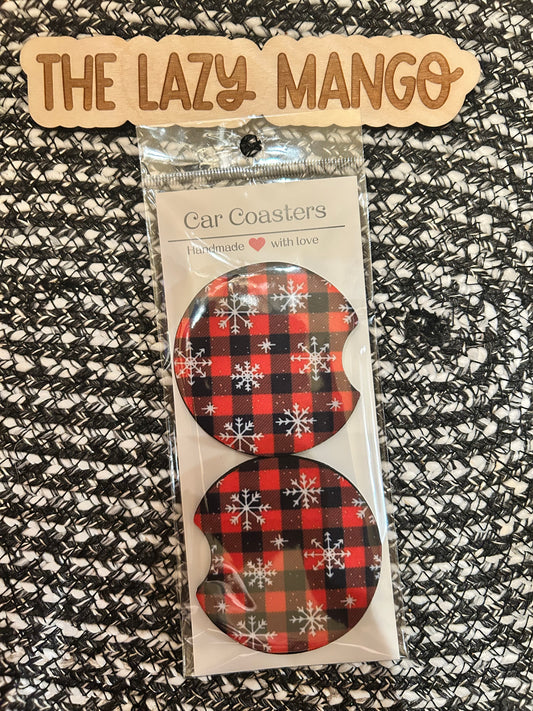 THE LAZY MANGO
Car Coasters
Handmade with love